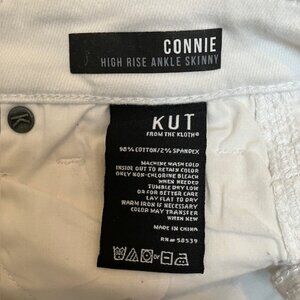 CONNIE
HIGH RISE ANKLE SKINNY
K
KUT
FROM THE KLOTH®
98% COTTON/2% SPANDEX
MACHINE WASH COLD
INSIDE OUT TO RETAIN COLOR
ONLY NON-CHLORINE BLEACH
WHEN NEEDED
TUMBLE DRY LOW
OR FOR BETTER CARE
LAY FLAT TO DRY
WARM IRON IF NECESSARY
COLOR MAY TRANSFER
WHEN NEW
MADE IN CHINA
RN# 58539
or